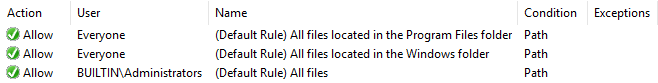 Action User Name Condition Exceptions
Allow Everyone (Default Rule) All files located in the Program Files folder Path
Allow Everyone (Default Rule) All files located in the Windows folder Path
Allow BUILTIN\Administrators (Default Rule) All files Path